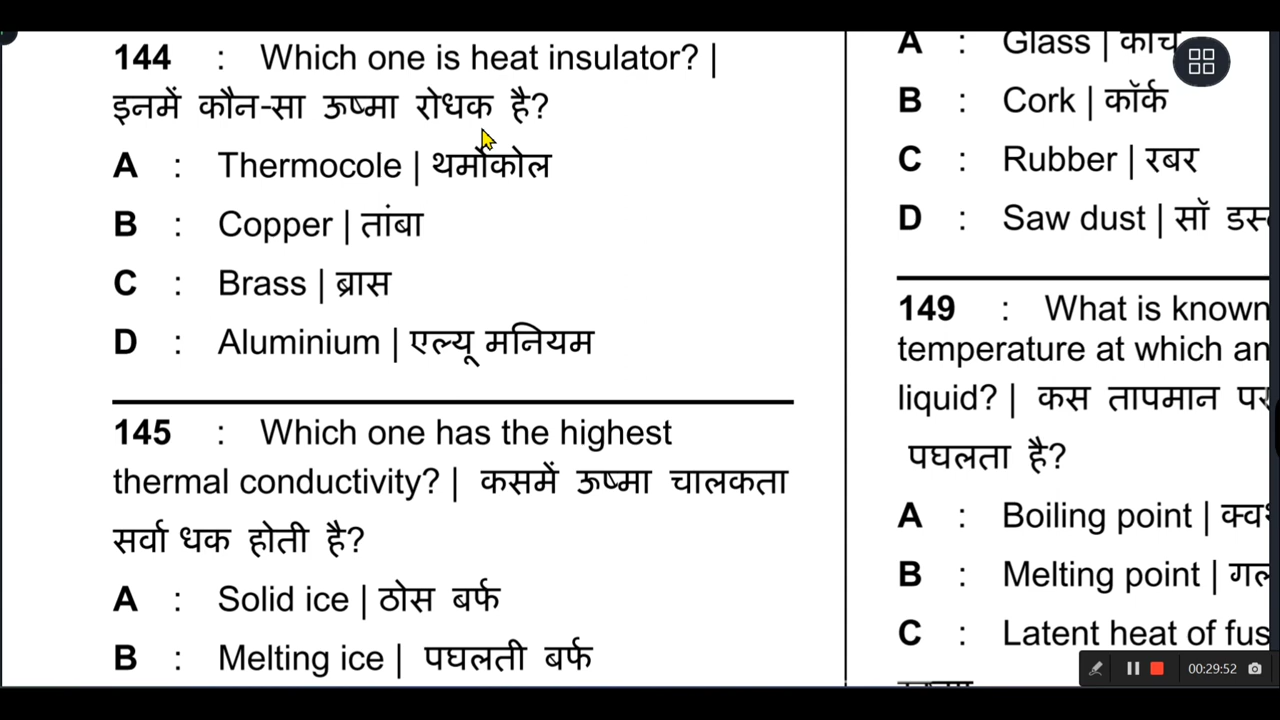 144 : Which one is heat insulator? |
इनमें कौन-सा ऊष्मा रोधक है?
A : Thermocole | थर्मोकोल
B : Copper | तांबा
C : Brass | ब्रास
D : Aluminium | एल्यू मनियम
145 : Which one has the highest
thermal conductivity? | कसमें ऊष्मा चालकता
सर्वा धक होती है?
A : Solid ice | ठोस बर्फ
B : Melting ice | पघलती बर्फ
A : Glass | काँच
B : Cork | कॉर्क
C : Rubber | रबर
D : Saw dust | सॉ
149 : What is known
temperature at which an
liquid? | कस तापमान
पघलता है?
A : Boiling point |
B : Melting point |
C : Latent heat of
00:29:52